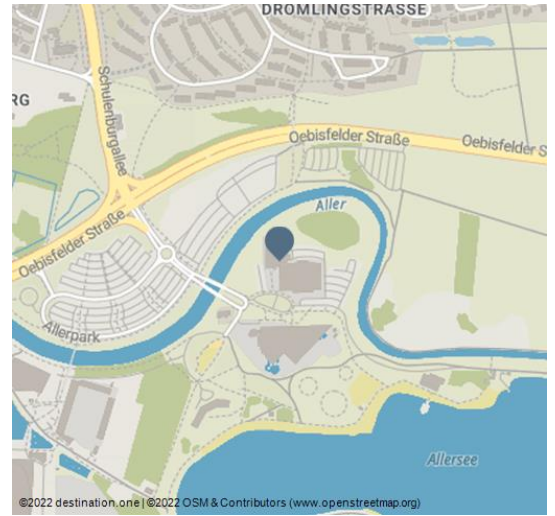 DROMLINGSTRASSE
Schulenburgallee
RG
Oebisfelder Straße
Oebisfelder S
Aller
Oebisfelder Straße
Allerpark
Allersee
©2022 destination.one | ©2022 OSM & Contributors (www.openstreetmap.org)